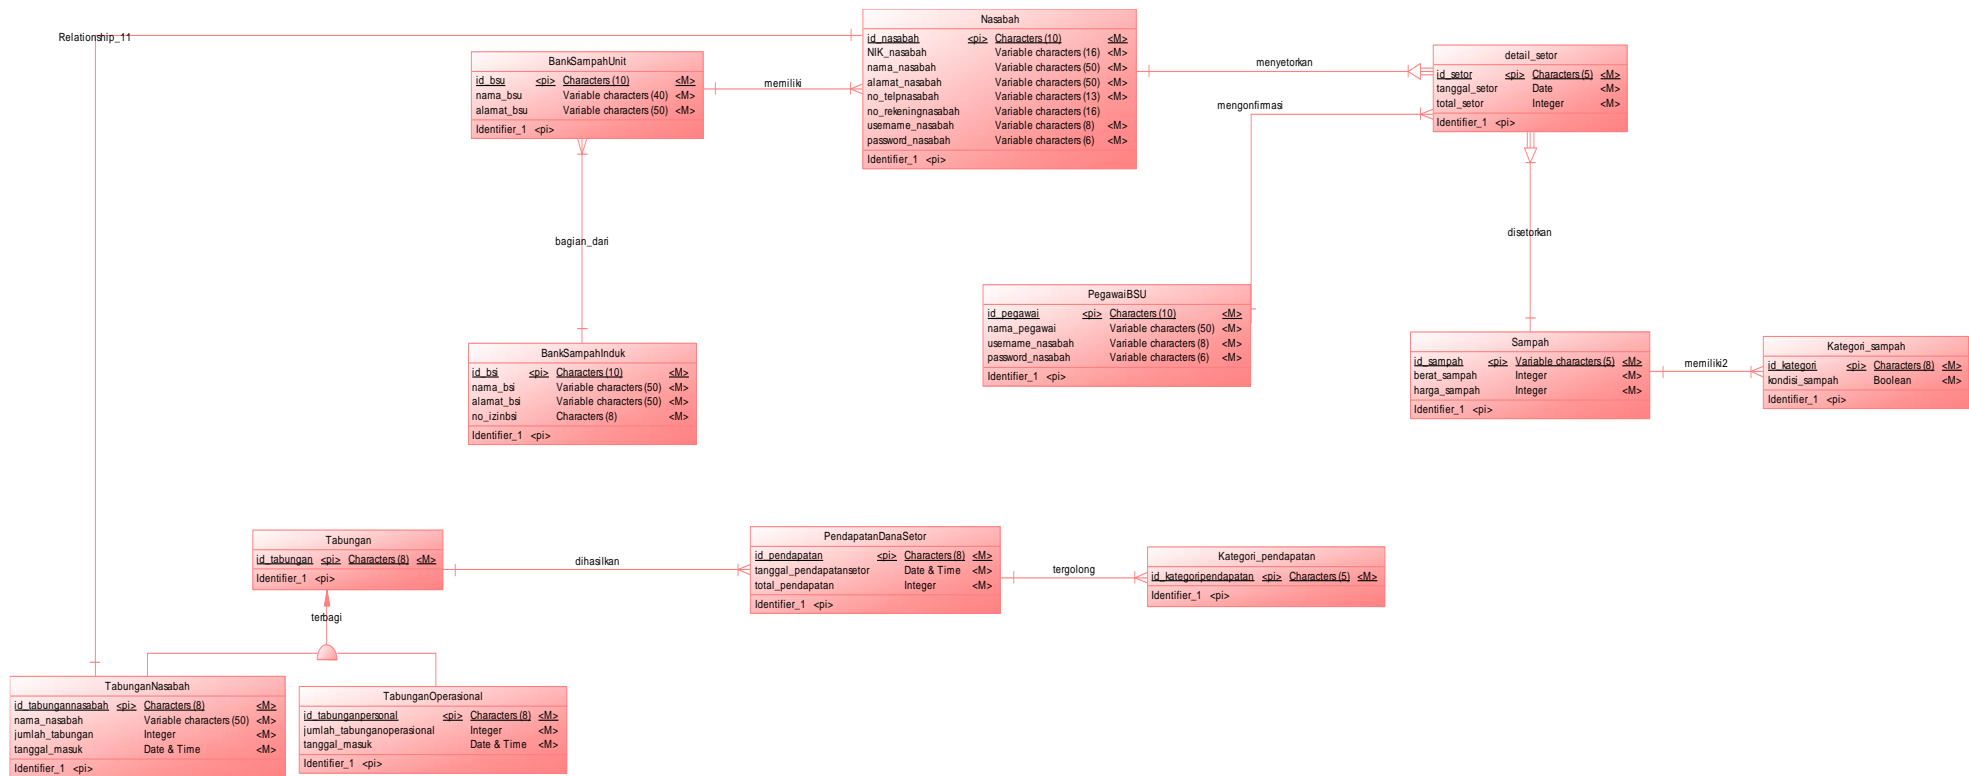 Relationship_11
Nasabah
id_nasabah <pi> Characters (10) <M>
NIK_nasabah Variable characters (16) <M>
nama_nasabah Variable characters (50) <M>
alamat_nasabah Variable characters (50) <M>
no_telpnasabah Variable characters (13) <M>
no_rekeningnasabah Variable characters (16)
username_nasabah Variable characters (8) <M>
password_nasabah Variable characters (6) <M>
Identifier_1 <pi>
BankSampahUnit
id_bsu <pi> Characters (10) <M>
nama_bsu Variable characters (40) <M>
alamat_bsu Variable characters (50) <M>
Identifier_1 <pi>
memiliki
menyetorkan
mengonfirmasi
detail_setor
id_setor <pi> Characters (5) <M>
tanggal_setor Date <M>
total_setor Integer <M>
Identifier_1 <pi>
bagian_dari
disetorkan
PegawaiBSU
id_pegawai <pi> Characters (10) <M>
nama_pegawai Variable characters (50) <M>
username_nasabah Variable characters (8) <M>
password_nasabah Variable characters (6) <M>
Identifier_1 <pi>
BankSampahInduk
id_bsi <pi> Characters (10) <M>
nama_bsi Variable characters (50) <M>
alamat_bsi Variable characters (50) <M>
no_izinbsi Characters (8) <M>
Identifier_1 <pi>
Sampah
id_sampah <pi> Variable characters (5) <M>
berat_sampah Integer <M>
harga_sampah Integer <M>
Identifier_1 <pi>
memiliki2
Kategori_sampah
id_kategori <pi> Characters (8) <M>
kondisi_sampah Boolean <M>
Identifier_1 <pi>
Tabungan
id_tabungan <pi> Characters (8) <M>
Identifier_1 <pi>
dihasilkan
PendapatanDanaSetor
id_pendapatan <pi> Characters (8) <M>
tanggal_pendapatansetor Date & Time <M>
total_pendapatan Integer <M>
Identifier_1 <pi>
tergolong
Kategori_pendapatan
id_kategoripendapatan <pi> Characters (5) <M>
Identifier_1 <pi>
terbagi
TabunganNasabah
id_tabungannasabah <pi> Characters (8) <M>
nama_nasabah Variable characters (50) <M>
jumlah_tabungan Integer <M>
tanggal_masuk Date & Time <M>
Identifier_1 <pi>
TabunganOperasional
id_tabunganpersonal <pi> Characters (8) <M>
jumlah_tabunganoperasional Integer <M>
tanggal_masuk Date & Time <M>
Identifier_1 <pi>